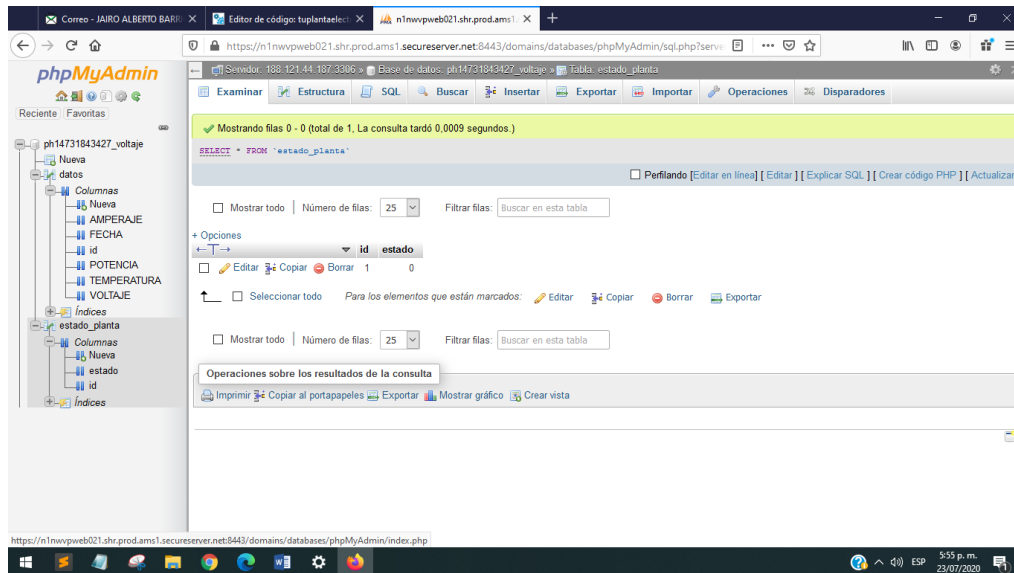 Correo - JAIRO ALBERTO BARR
Editor de código: tuplantaelect
n1nwvpweb021.shr.prod.ams1.
https://n1nwvpweb021.shr.prod.ams1.secureserver.net:8443/domains/databases/phpMyAdmin/sql.php?serve
phpMyAdmin
Reciente Favoritas
ph14731843427_voltaje
Nueva
datos
Columnas
Nueva
AMPERAJE
FECHA
id
POTENCIA
TEMPERATURA
VOLTAJE
Índices
estado_planta
Columnas
Nueva
estado
id
Índices
Servidor: 188.121.44.187:3306 » Base de datos: ph14731843427_voltaje » Tabla: estado_planta
Examinar Estructura SQL Buscar Insertar Exportar Importar Operaciones Disparadores
Mostrando filas 0 - 0 (total de 1, La consulta tardó 0,0009 segundos.)
SELECT * FROM `estado_planta`
Perfilando [Editar en línea] [ Editar ] [ Explicar SQL ] [ Crear código PHP ] [ Actualizar
Mostrar todo | Número de filas: 25 Filtrar filas: Buscar en esta tabla
+ Opciones
←T→ id estado
Editar Copiar Borrar 1 0
Seleccionar todo Para los elementos que están marcados: Editar Copiar Borrar Exportar
Mostrar todo | Número de filas: 25 Filtrar filas: Buscar en esta tabla
Operaciones sobre los resultados de la consulta
Imprimir Copiar al portapapeles Exportar Mostrar gráfico Crear vista
https://n1nwvpweb021.shr.prod.ams1.secureserver.net:8443/domains/databases/phpMyAdmin/index.php
ESP
5:55 p. m.
23/07/2020